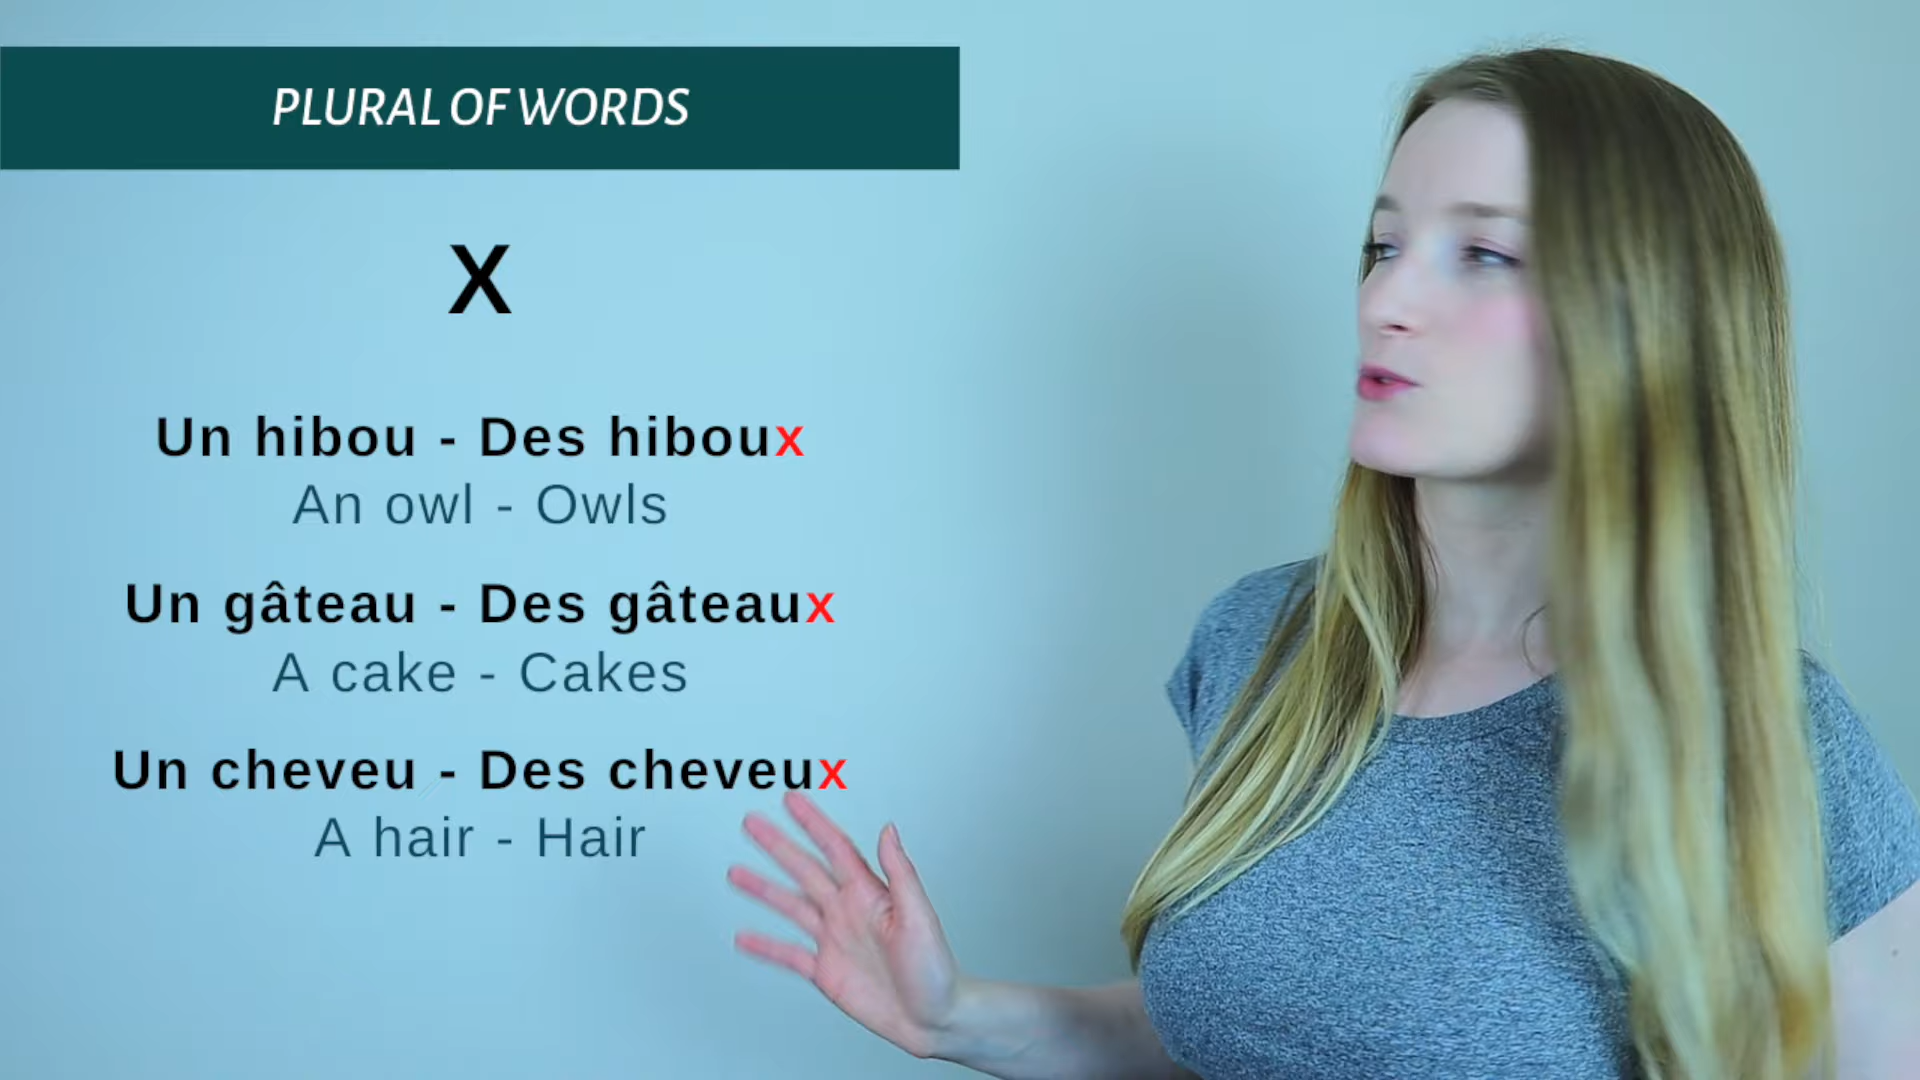 PLURAL OF WORDS
X
Un hibou - Des hiboux
An owl - Owls
Un gâteau - Des gâteaux
A cake - Cakes
Un cheveu - Des cheveux
A hair - Hair